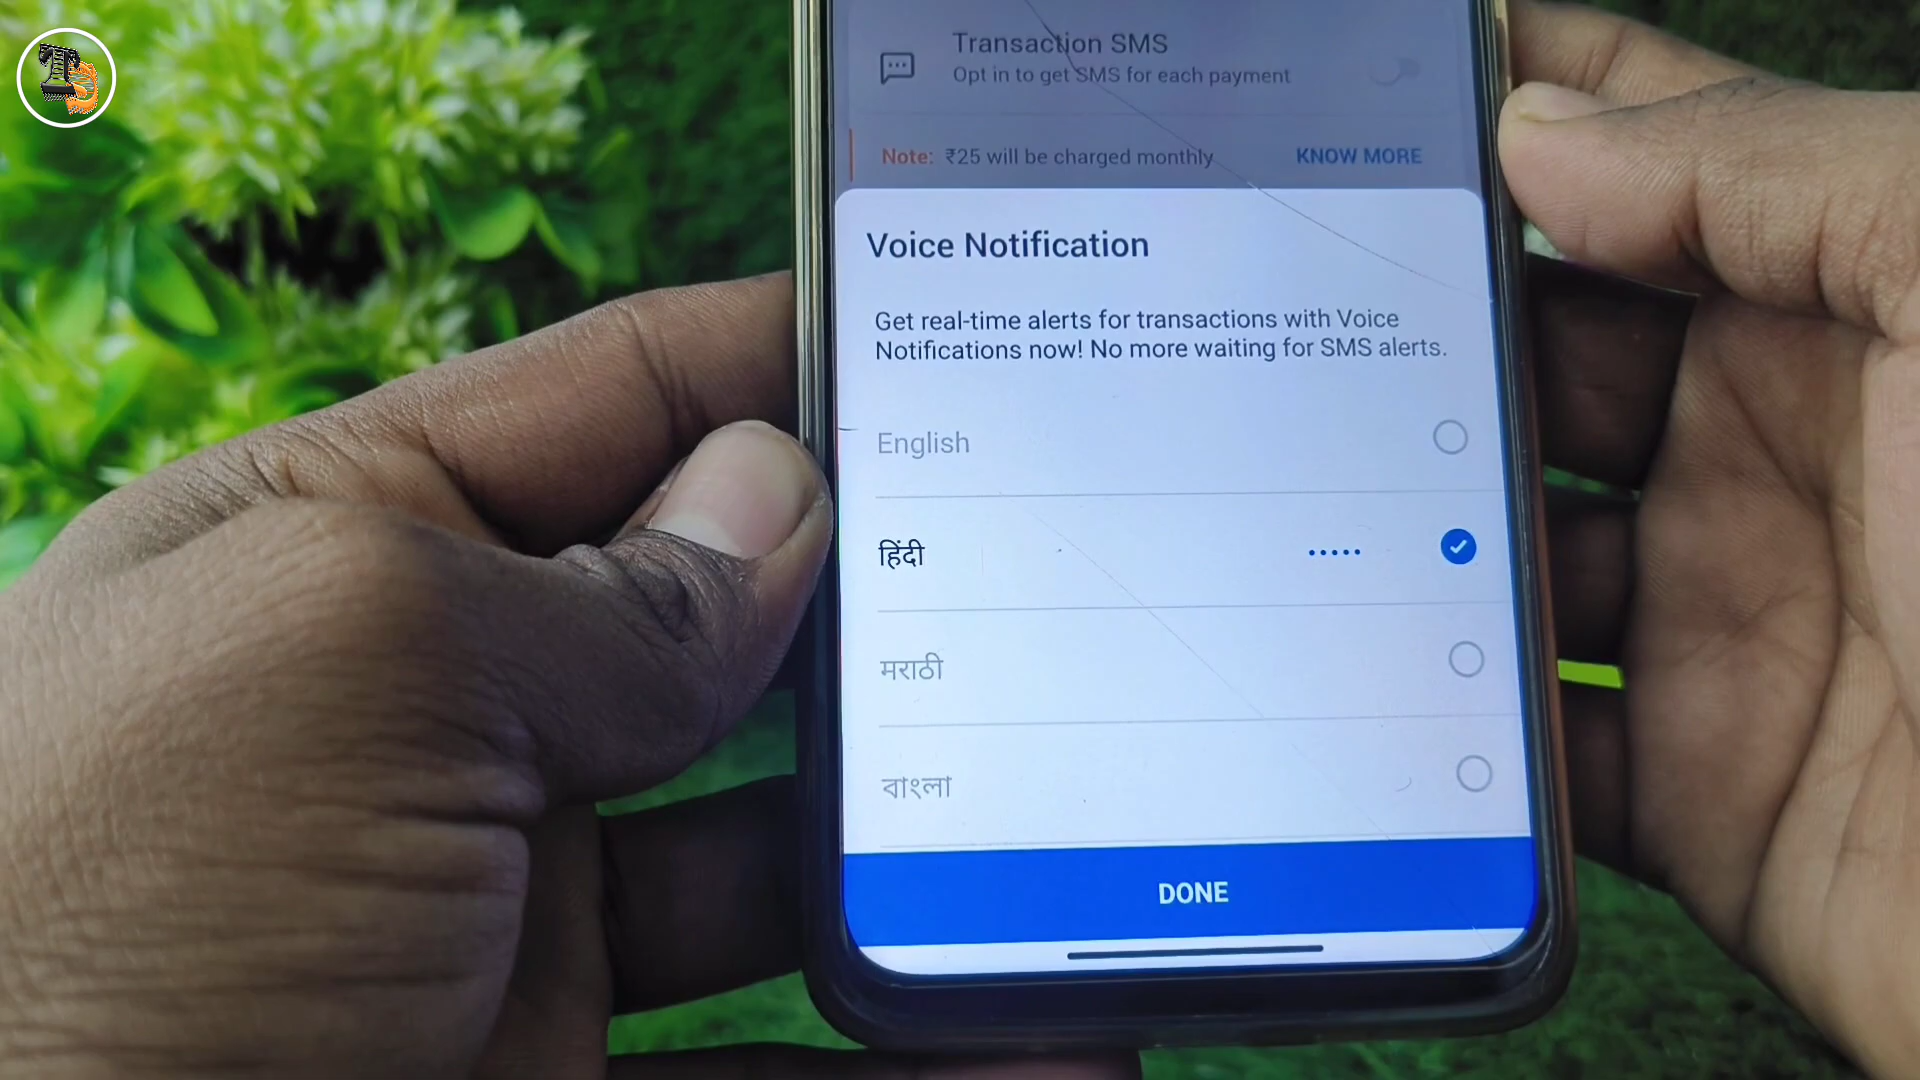 Transaction SMS
Opt in to get SMS for each payment
Note: ₹25 will be charged monthly KNOW MORE
Voice Notification
Get real-time alerts for transactions with Voice
Notifications now! No more waiting for SMS alerts.
English
हिंदी
मराठी
বাংলা
DONE